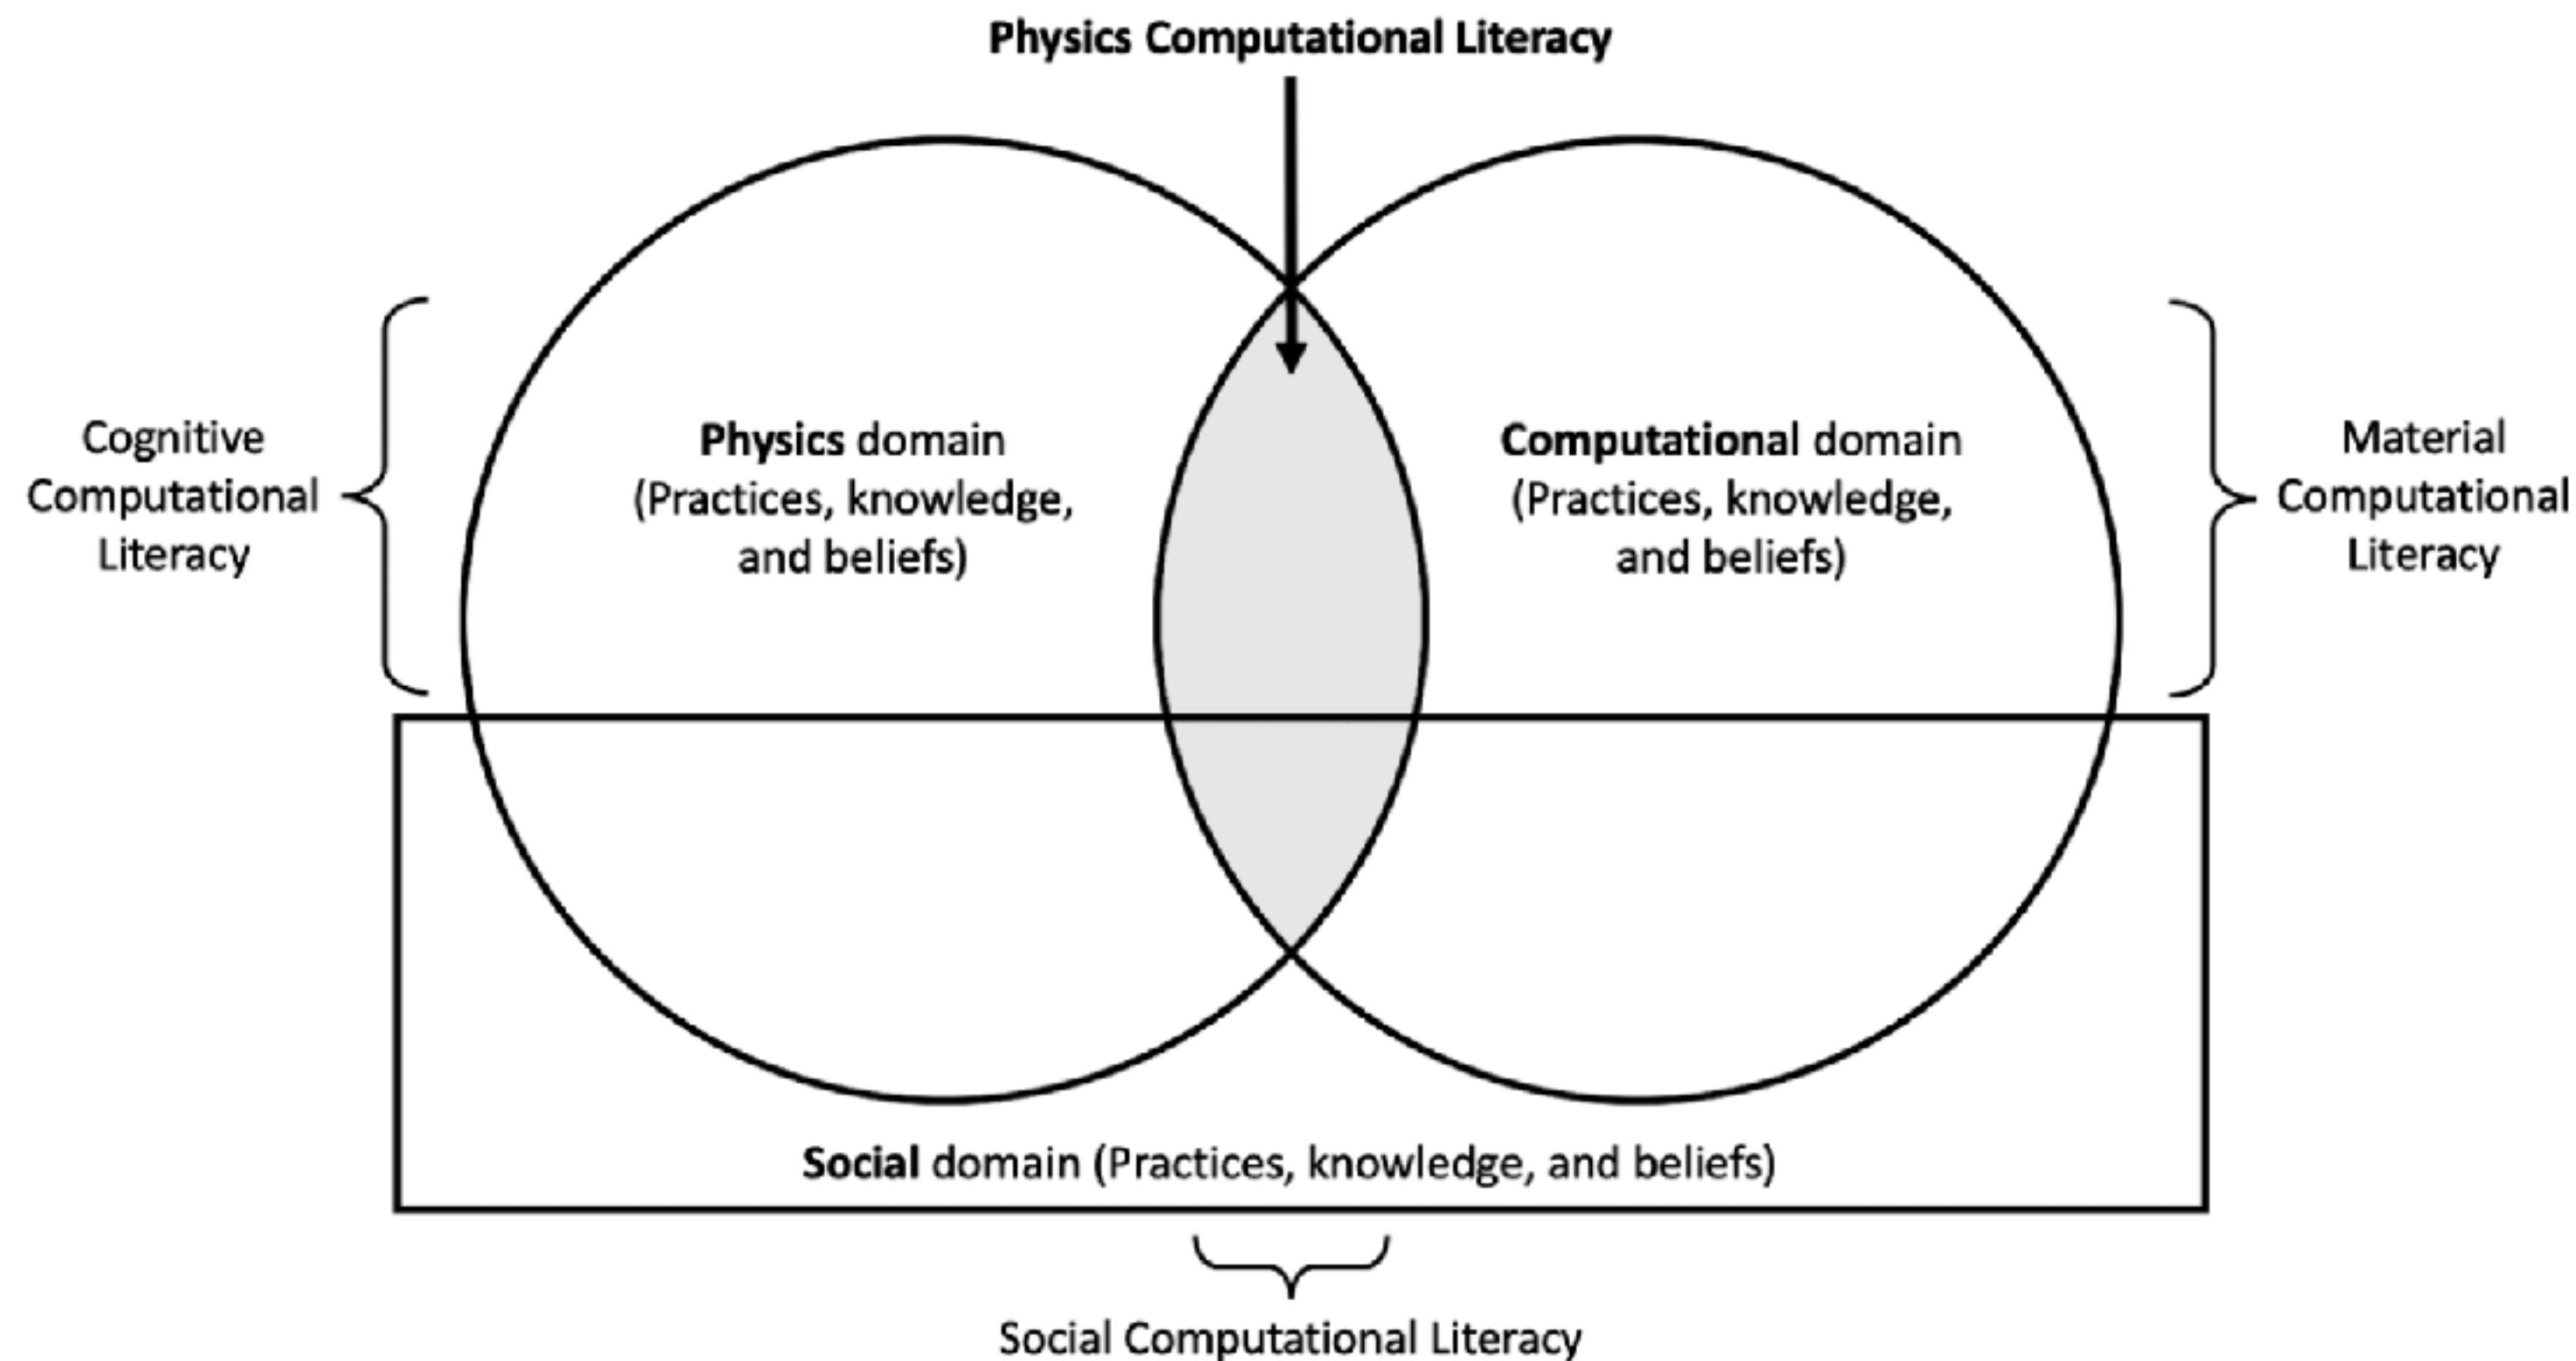 Physics Computational Literacy
Cognitive
Computational
Literacy
Physics domain
(Practices, knowledge,
and beliefs)
Computational domain
(Practices, knowledge,
and beliefs)
Material
Computational
Literacy
Social domain (Practices, knowledge, and beliefs)
Social Computational Literacy